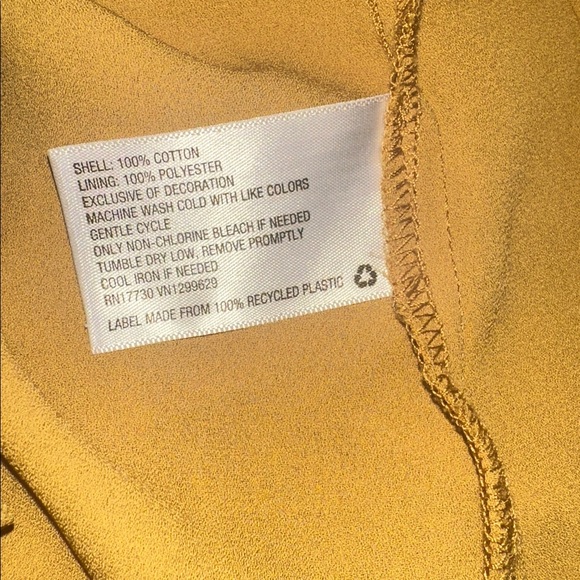 SHELL: 100% COTTON
LINING: 100% POLYESTER
EXCLUSIVE OF DECORATION
MACHINE WASH COLD WITH LIKE COLORS
GENTLE CYCLE
ONLY NON-CHLORINE BLEACH IF NEEDED
TUMBLE DRY LOW, REMOVE PROMPTLY
COOL IRON IF NEEDED
RN17730 VN1299629
LABEL MADE FROM 100% RECYCLED PLASTIC